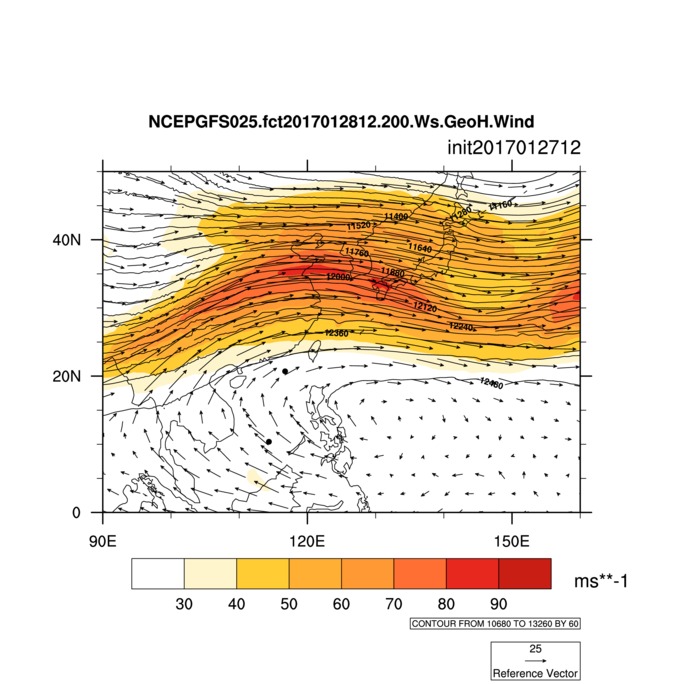 NCEPGFS025.fct2017012812.200.Ws.GeoH.Wind
init2017012712
11160
11280
11400
11520
11640
40N
11760
11880
12000
12120
12240
12360
20N
12480
0
90E 120E 150E
ms**-1
30 40 50 60 70 80 90
CONTOUR FROM 10680 TO 13260 BY 60
25
Reference Vector